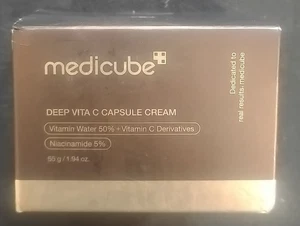 medicube
DEEP VITA C CAPSULE CREAM
Vitamin Water 50% + Vitamin C Derivatives
Niacinamide 5%
55 g / 1.94 oz.
Dedicated to
real results. medicube